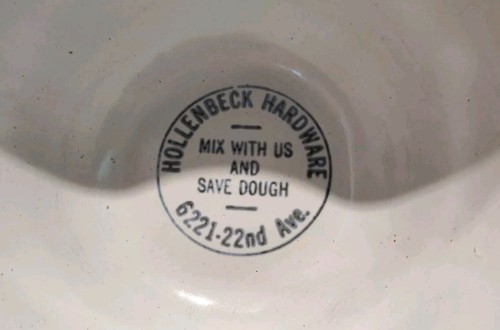 HOLLENBECK HARDWARE
MIX WITH US
AND
SAVE DOUGH
6221-22nd Ave.